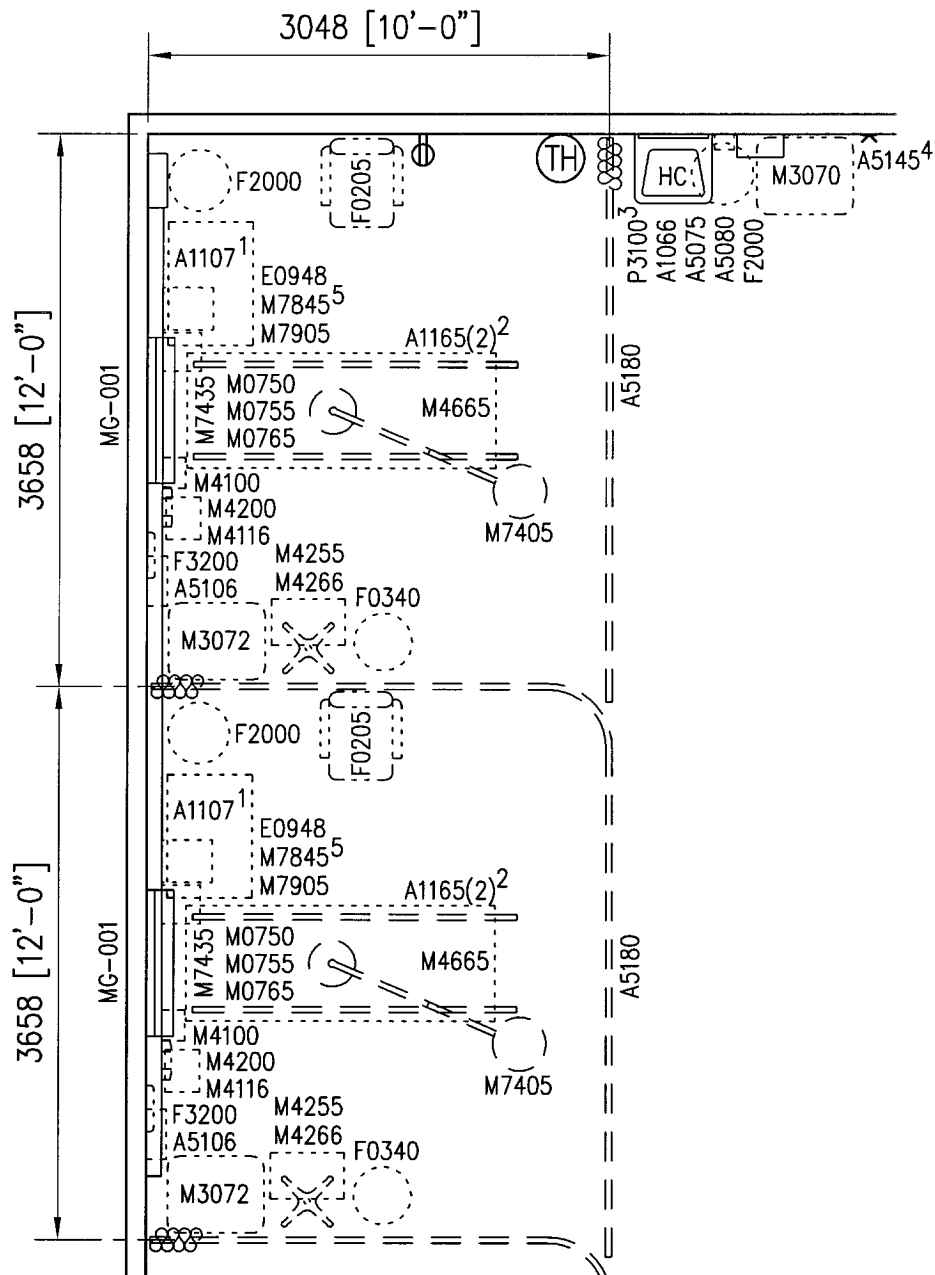 3048 [10'-0"]
3658 [12'-0"]
MG-001
F2000
F0205
TH
HC
M3070
A5145⁴
P3100³
A1066
A5075
A5080
F2000
A1107¹
E0948
M7845⁵
M7905
A1165(2)²
M7435
M0750
M0755
M0765
M4665
A5180
M4100
M4200
M4116
M7405
F3200
A5106
M4255
M4266
F0340
M3072
3658 [12'-0"]
MG-001
F2000
F0205
A1107¹
E0948
M7845⁵
M7905
A1165(2)²
M7435
M0750
M0755
M0765
M4665
A5180
M4100
M4200
M4116
M7405
F3200
A5106
M4255
M4266
F0340
M3072